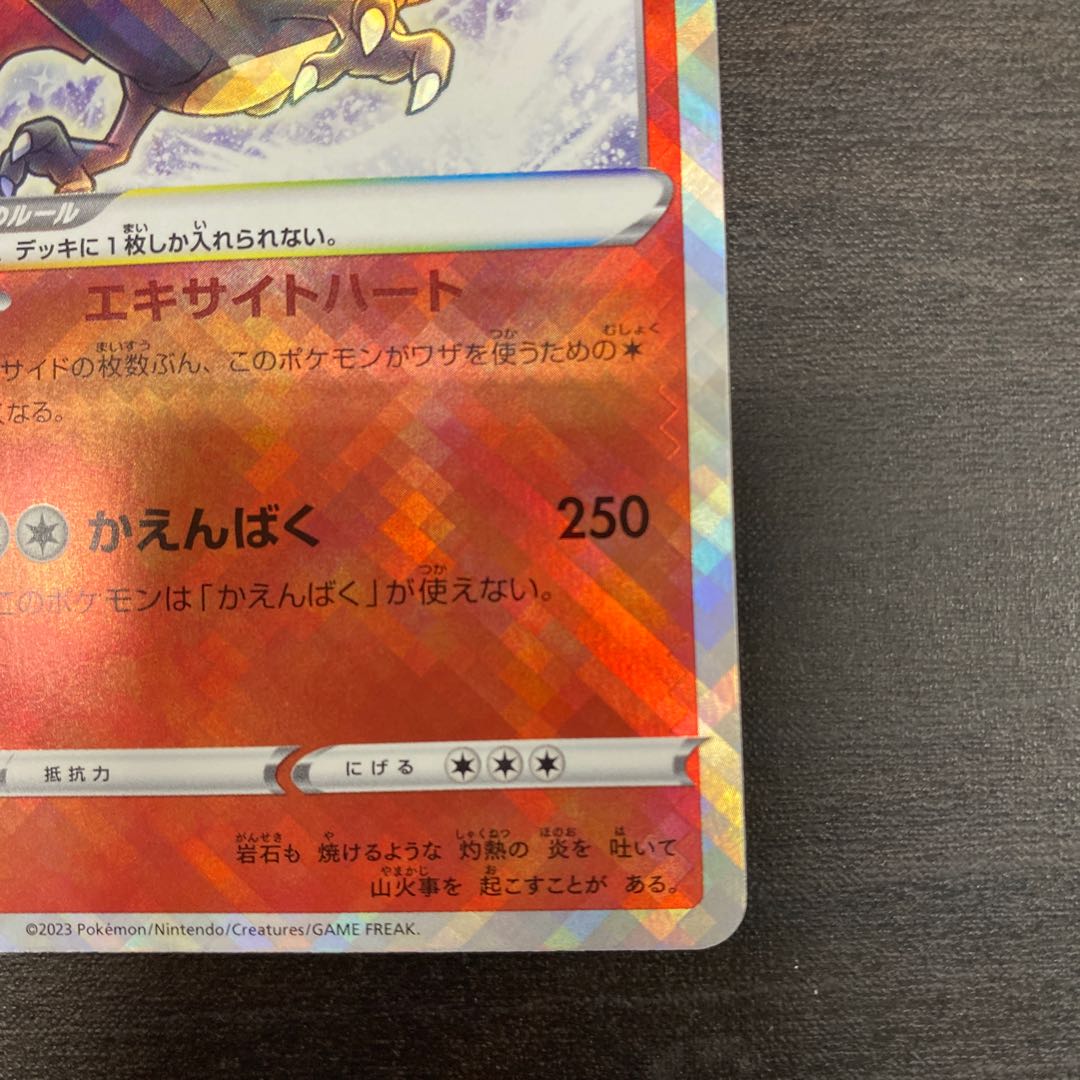 のルール
、デッキに1枚しか入れられない。
エキサイトハート
サイドの枚数ぶん、このポケモンがワザを使うための
なる。
かえんばく 250
このポケモンは「かえんばく」が使えない。
抵抗力 にげる
岩石も 焼けるような 灼熱の 炎を 吐いて
山火事を 起こすことが ある。
©2023 Pokémon/Nintendo/Creatures/GAME FREAK.